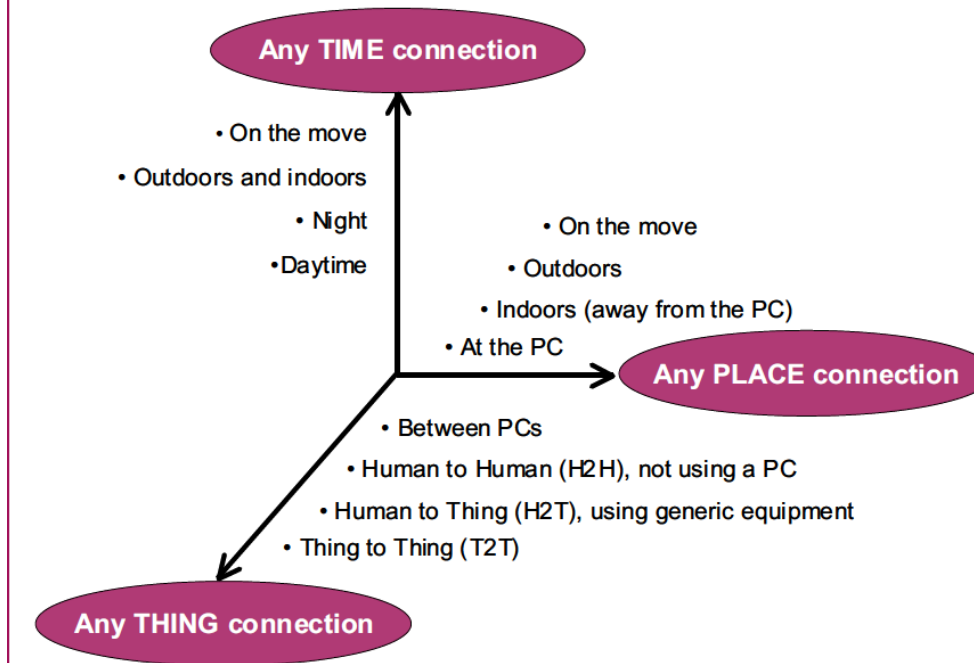 Any TIME connection
• On the move
• Outdoors and indoors
• Night
•Daytime
• On the move
• Outdoors
• Indoors (away from the PC)
• At the PC
Any PLACE connection
• Between PCs
• Human to Human (H2H), not using a PC
• Human to Thing (H2T), using generic equipment
• Thing to Thing (T2T)
Any THING connection